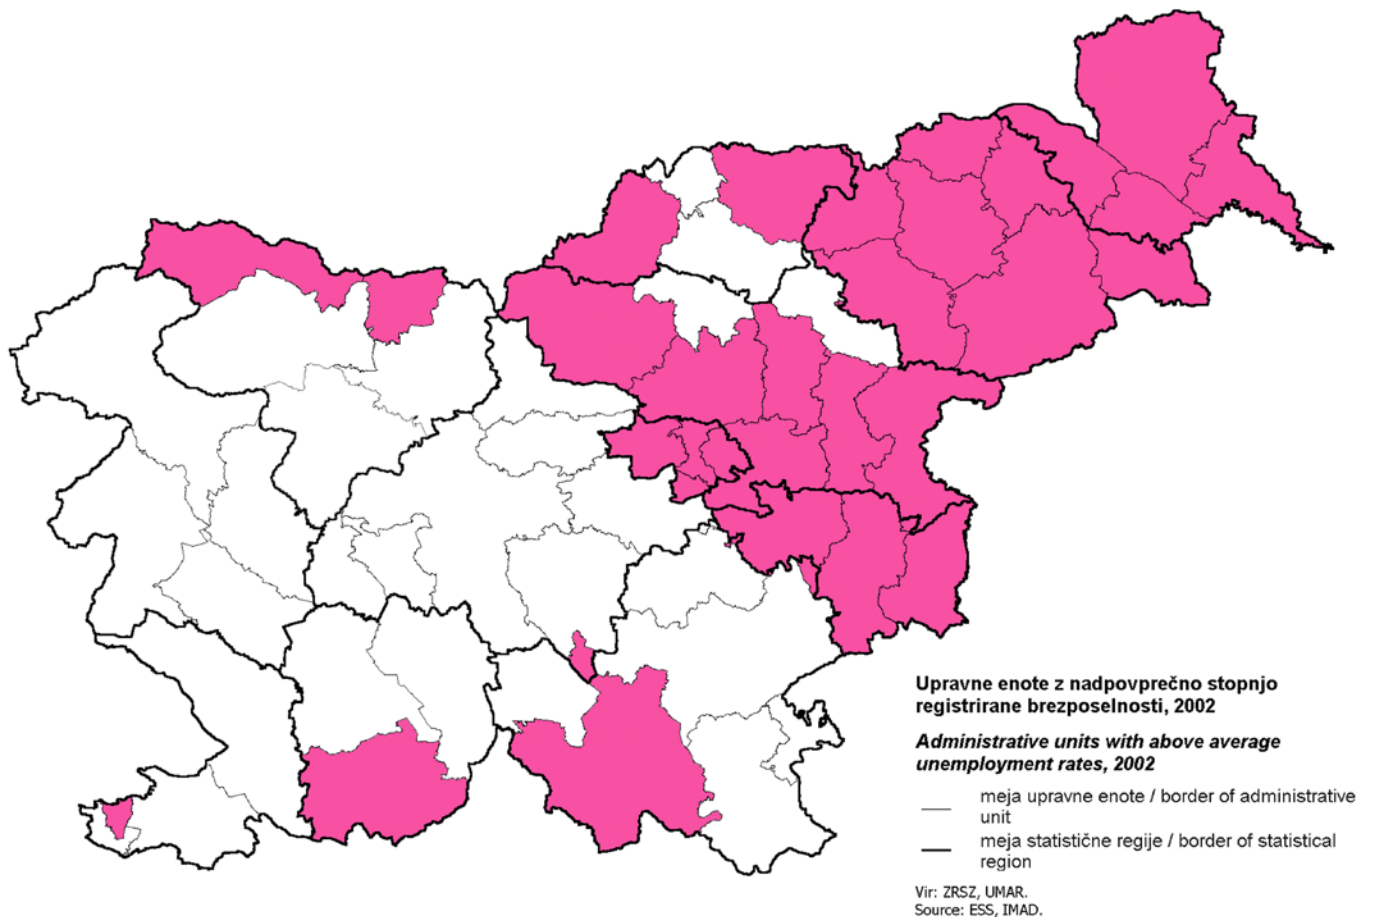 Upravne enote z nadpovprečno stopnjo
registrirane brezposelnosti, 2002
Administrative units with above average
unemployment rates, 2002
meja upravne enote / border of administrative
unit
meja statistične regije / border of statistical
region
Vir: ZRSZ, UMAR.
Source: ESS, IMAD.